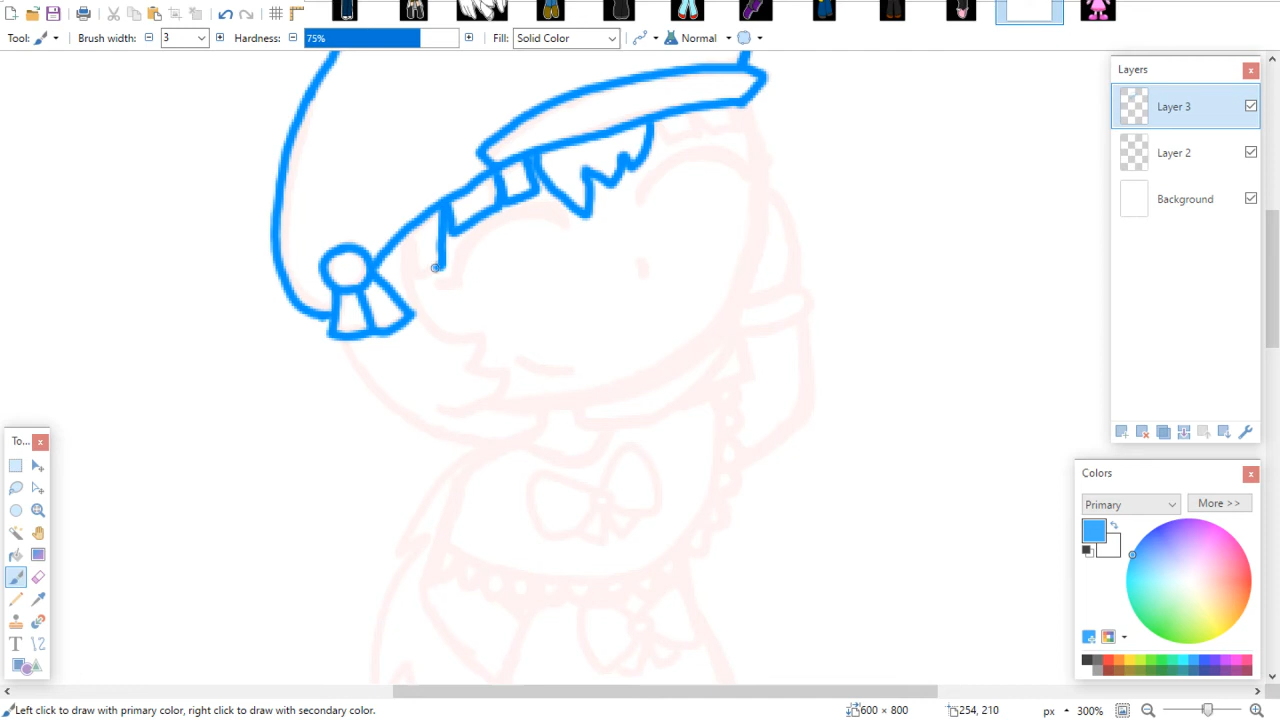 Tool:
Brush width: 3
Hardness: 75%
Fill: Solid Color
Normal
Layers
Layer 3
Layer 2
Background
To...
Colors
Primary
More >>
Left click to draw with primary color, right click to draw with secondary color.
600 × 800
254, 210
px
300%